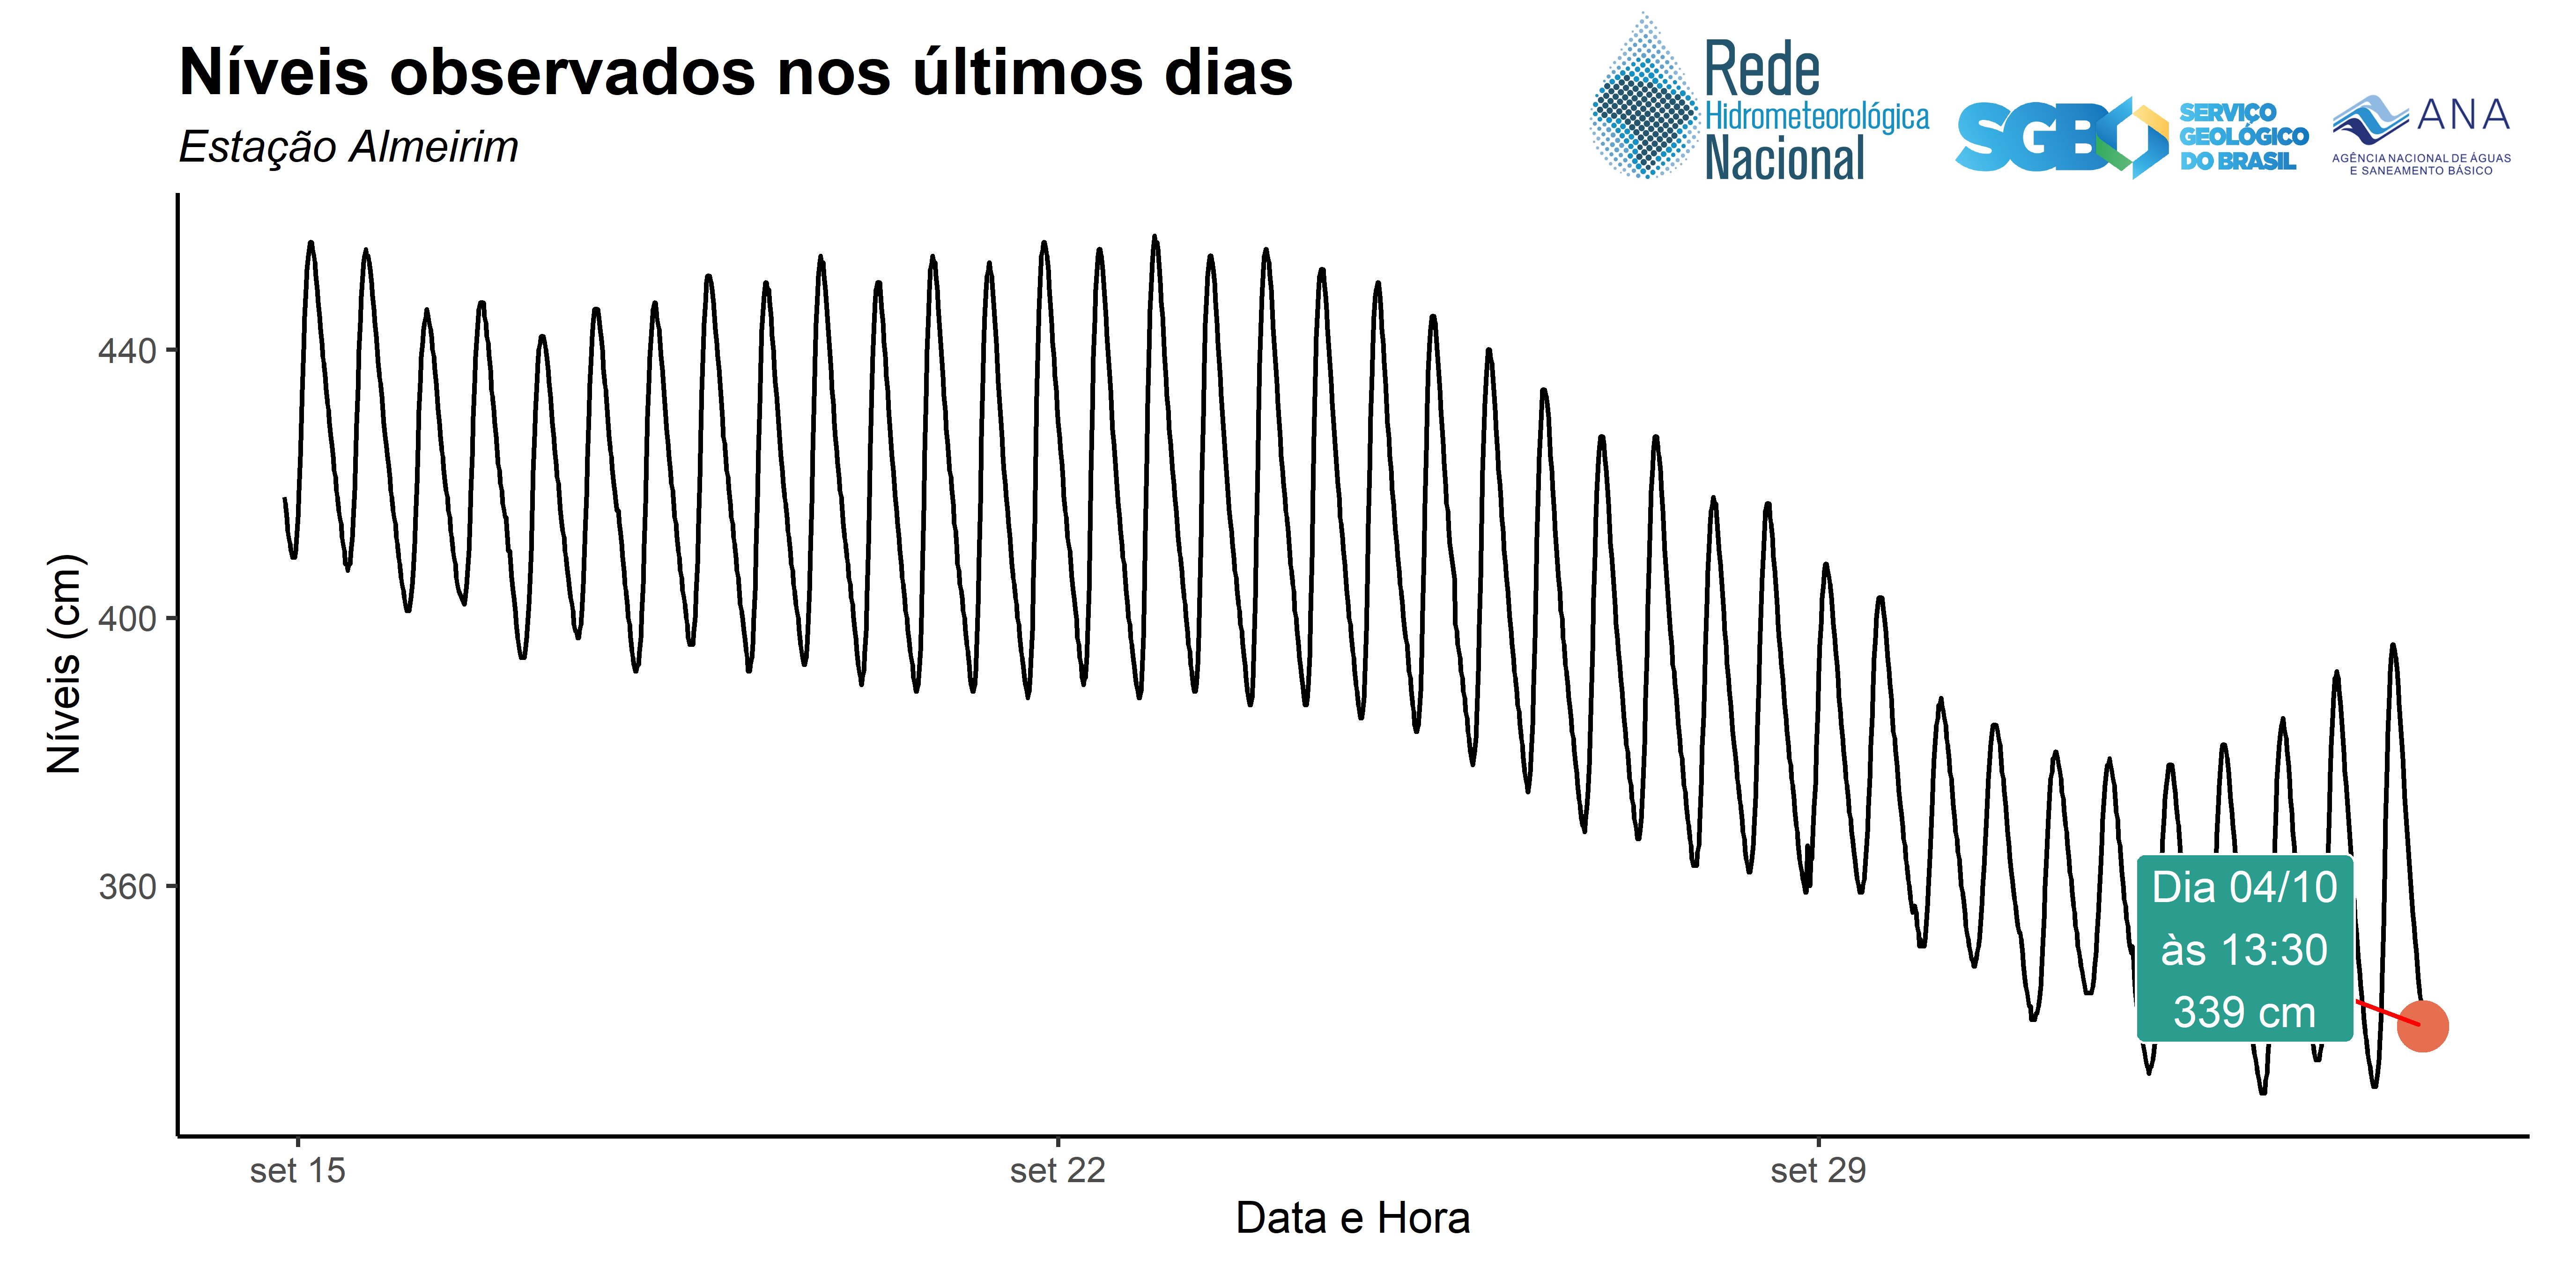 Níveis observados nos últimos dias
Estação Almeirim
Rede
Hidrometeorológica
Nacional
SGB
SERVIÇO
GEOLÓGICO
DO BRASIL
ANA
AGÊNCIA NACIONAL DE ÁGUAS
E SANEAMENTO BÁSICO
Níveis (cm)
440
400
360
Dia 04/10
às 13:30
339 cm
set 15
set 22
set 29
Data e Hora